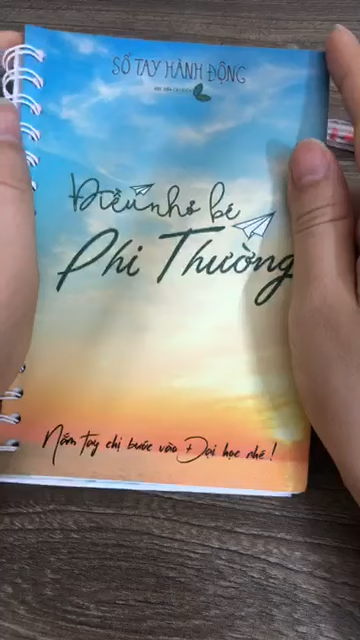 SỔ TAY HÀNH ĐỘNG
Điều nhỏ bé
Phi Thường
Nắm tay chị bước vào Đại học nhé!